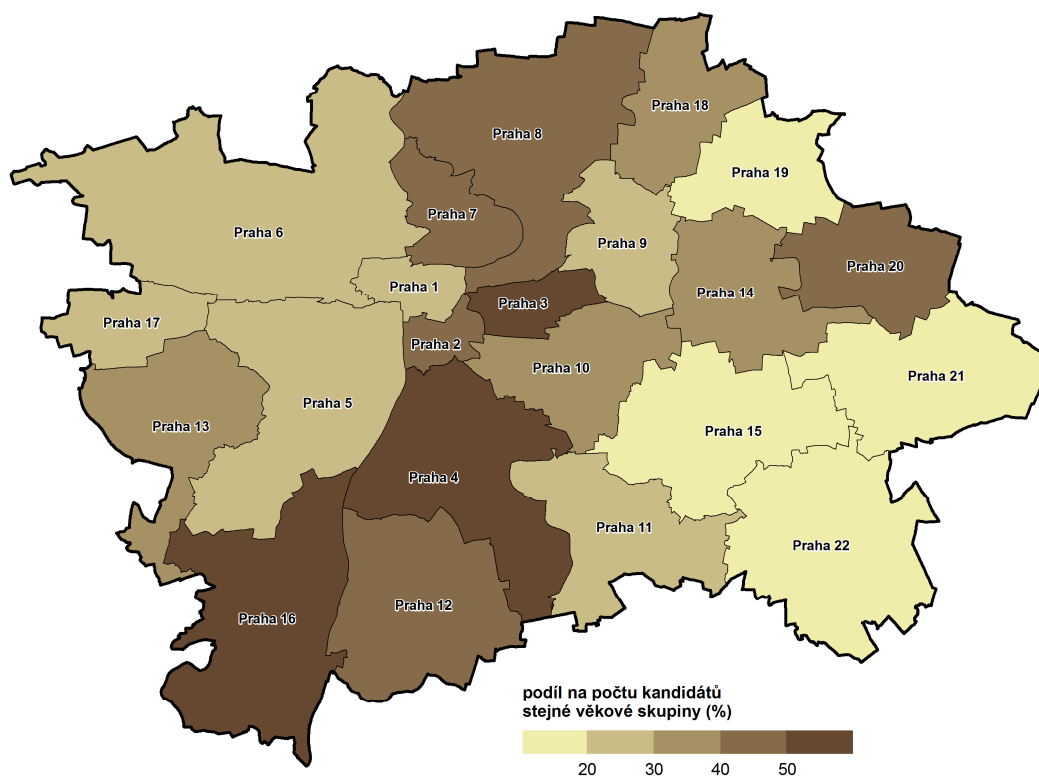 Praha 18
Praha 8
Praha 19
Praha 7
Praha 6
Praha 9
Praha 20
Praha 1
Praha 14
Praha 3
Praha 17
Praha 2
Praha 10
Praha 21
Praha 5
Praha 13
Praha 15
Praha 4
Praha 11
Praha 22
Praha 12
Praha 16
podíl na počtu kandidátů
stejné věkové skupiny (%)
20 30 40 50